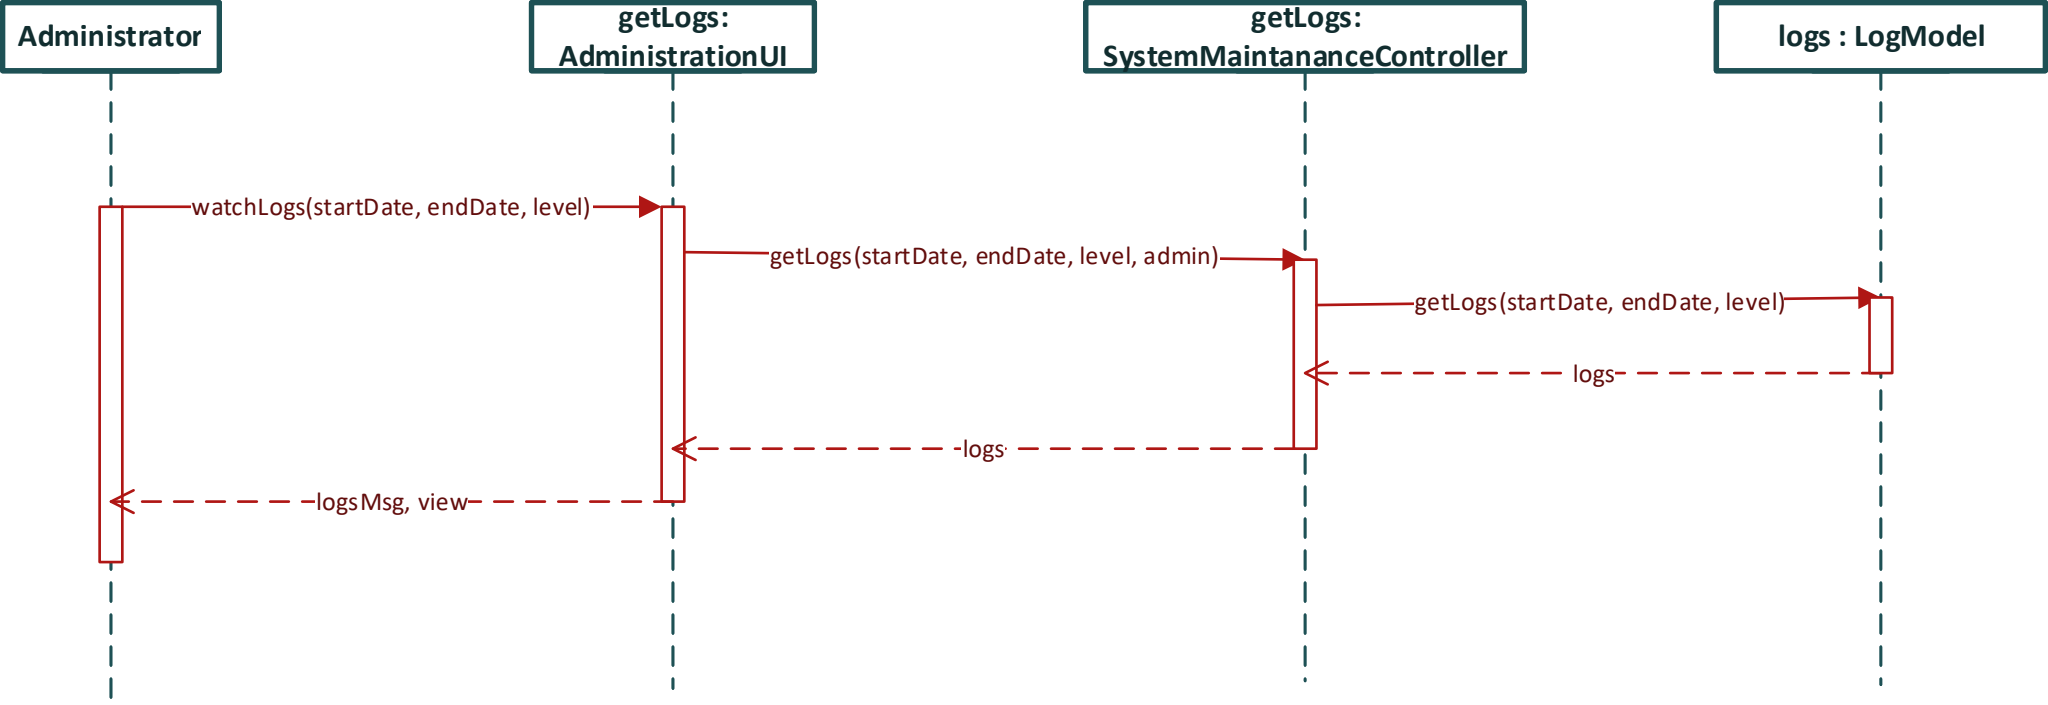 Administrator
getLogs:
AdministrationUI
getLogs:
SystemMaintananceController
logs : LogModel
watchLogs(startDate, endDate, level)
getLogs(startDate, endDate, level, admin)
getLogs(startDate, endDate, level)
logs
logs
logsMsg, view